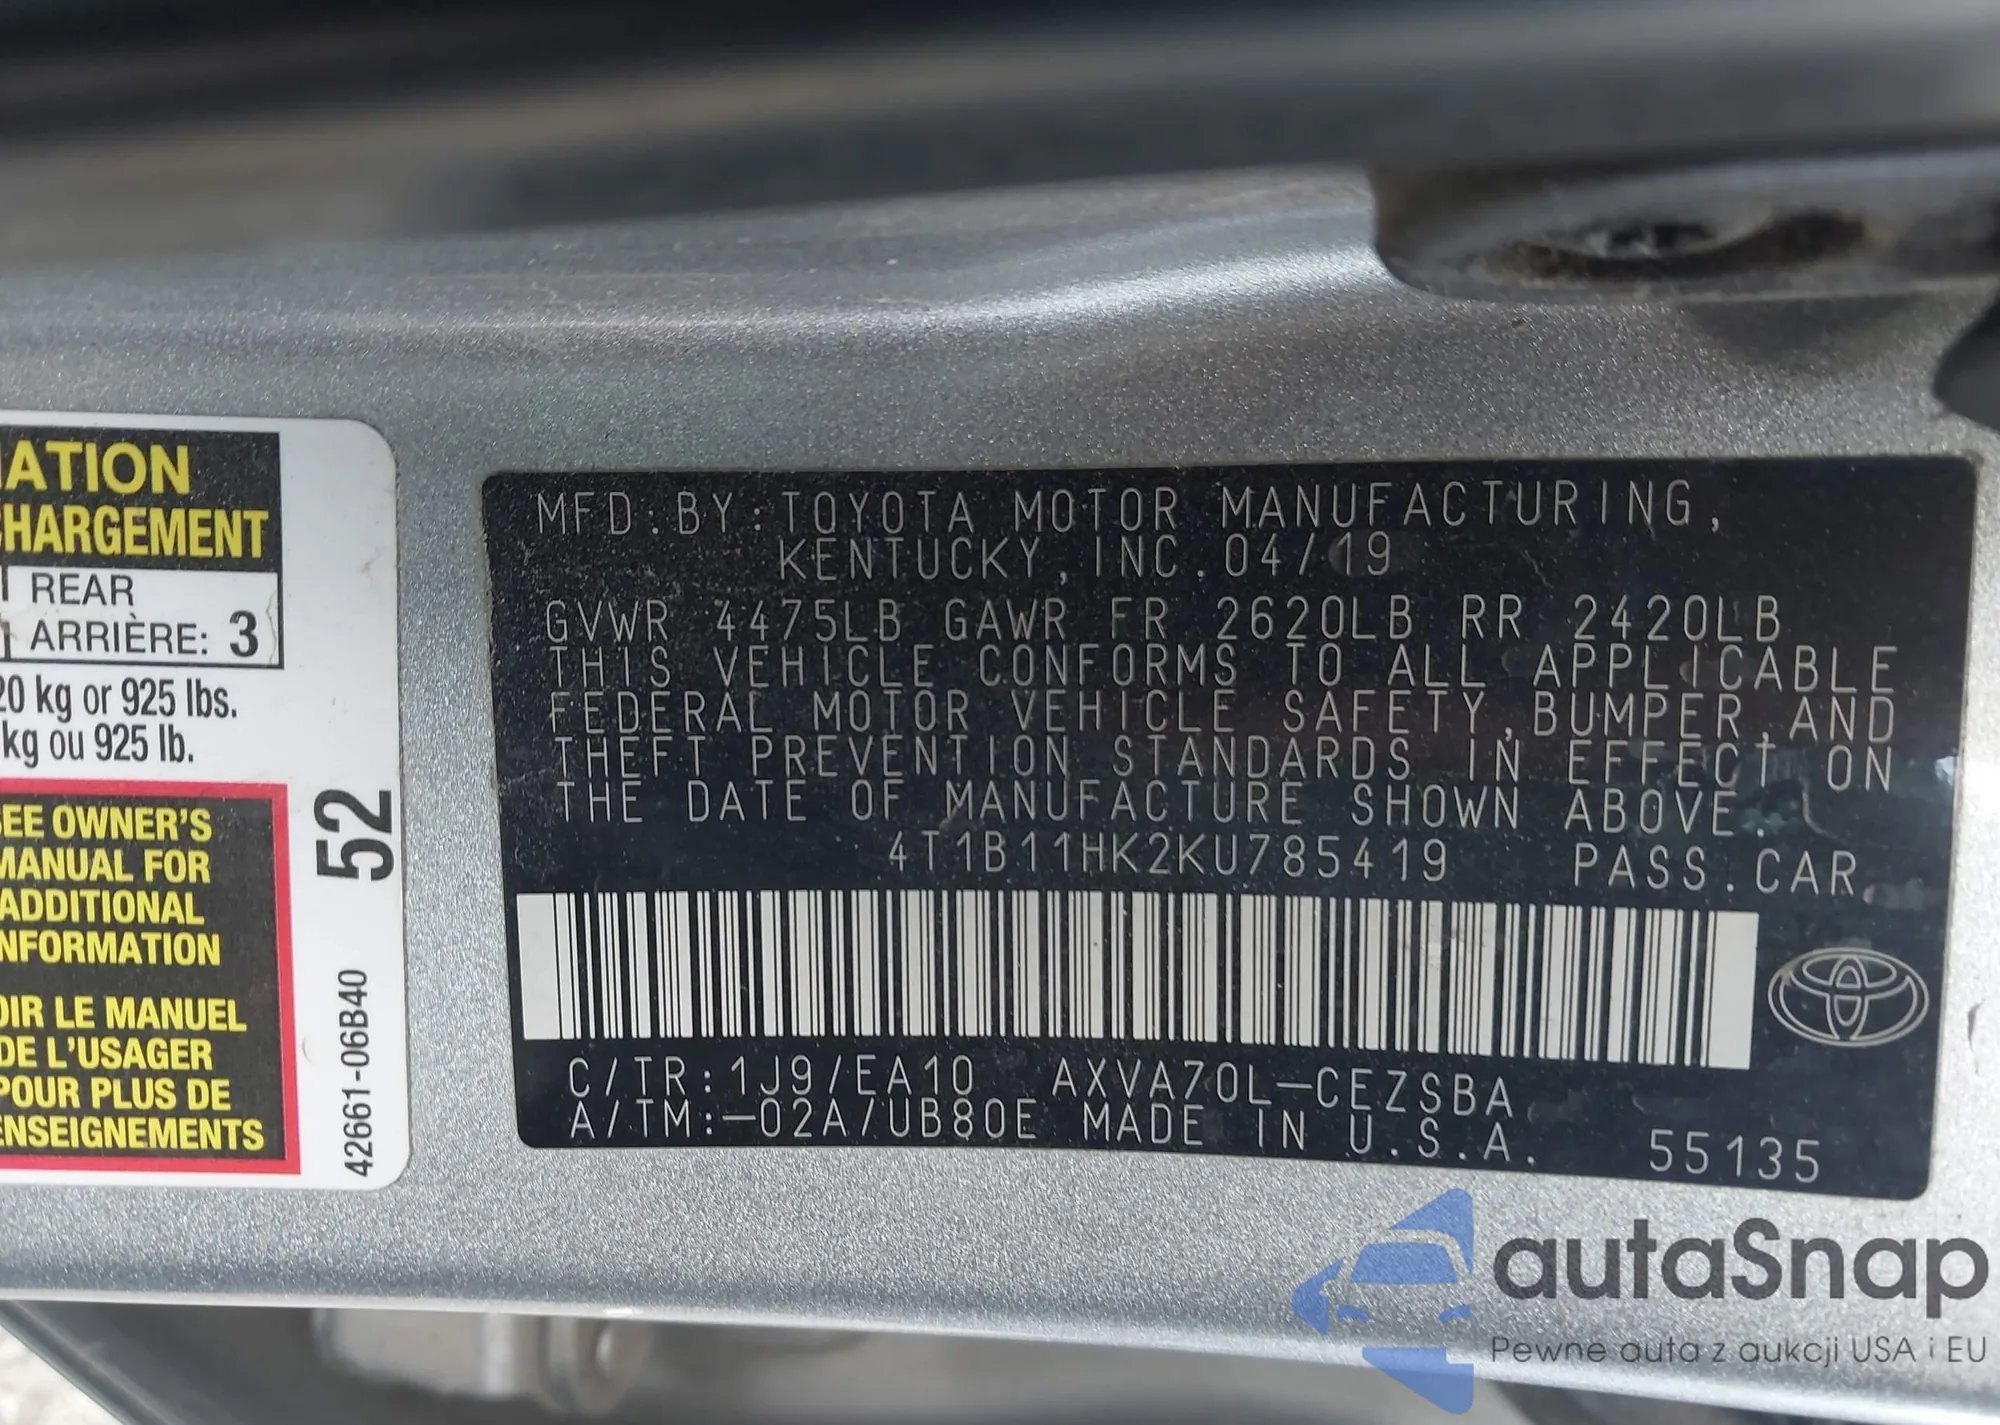 ATION
CHARGEMENT
REAR
ARRIÈRE: 3
20 kg or 925 lbs.
kg ou 925 lb.
SEE OWNER'S
MANUAL FOR
ADDITIONAL
INFORMATION
OIR LE MANUEL
DE L'USAGER
POUR PLUS DE
ENSEIGNEMENTS
52
42661-06B40
MFD.BY:TOYOTA MOTOR MANUFACTURING,
KENTUCKY,INC.04/19
GVWR 4475LB GAWR FR 2620LB RR 2420LB
THIS VEHICLE CONFORMS TO ALL APPLICABLE
FEDERAL MOTOR VEHICLE SAFETY,BUMPER,AND
THEFT PREVENTION STANDARDS IN EFFECT ON
THE DATE OF MANUFACTURE SHOWN ABOVE.
4T1B11HK2KU785419 PASS.CAR
C/TR:1J9/EA10 AXVA70L-CEZSBA
A/TM:-02A/UB80E MADE IN U.S.A.
55135
autaSnap
Pewne auta z aukcji USA i EU